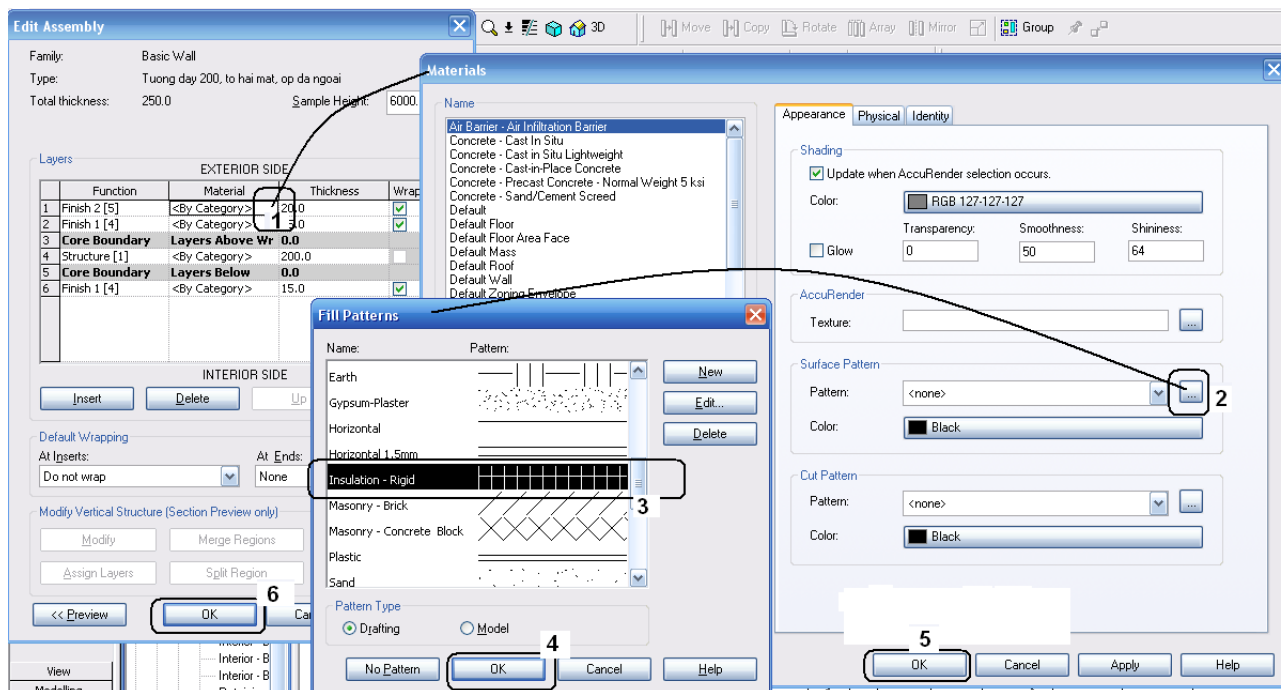 Edit Assembly
3D
Move
Copy
Rotate
Array
Mirror
Group
Family: Basic Wall
Type: Tuong day 200, to hai mat, op da ngoai
Total thickness: 250.0 Sample Height: 6000.
Layers
EXTERIOR SIDE
Function Material Thickness Wrap
1 Finish 2 [5] <By Category> 20.0
2 Finish 1 [4] <By Category>
3 Core Boundary Layers Above Wr 0.0
4 Structure [1] <By Category> 200.0
5 Core Boundary Layers Below 0.0
6 Finish 1 [4] <By Category> 15.0
1
INTERIOR SIDE
Insert Delete Up
Default Wrapping
At Inserts: At Ends:
Do not wrap None
Modify Vertical Structure (Section Preview only)
Modify Merge Regions
Assign Layers Split Region
6
<< Preview OK Ca
View
Interior - B
Interior - B
Materials
Name
Air Barrier - Air Infiltration Barrier
Concrete - Cast In Situ
Concrete - Cast in Situ Lightweight
Concrete - Cast-in-Place Concrete
Concrete - Precast Concrete - Normal Weight 5 ksi
Concrete - Sand/Cement Screed
Default
Default Floor
Default Floor Area Face
Default Mass
Default Roof
Default Wall
Default Zoning Envelope
Appearance Physical Identity
Shading
Update when AccuRender selection occurs.
Color: RGB 127-127-127
Transparency: Smoothness: Shininess:
Glow 0 50 64
AccuRender
Texture: ...
Surface Pattern
Pattern: <none> ... 2
Color: Black
Cut Pattern
Pattern: <none> ...
Color: Black
5
OK Cancel Apply Help
Fill Patterns
Name: Pattern:
Earth
Gypsum-Plaster
Horizontal
Horizontal 1.5mm
Insulation - Rigid
3
Masonry - Brick
Masonry - Concrete Block
Plastic
Sand
New
Edit...
Delete
Pattern Type
Drafting Model
4
No Pattern OK Cancel Help